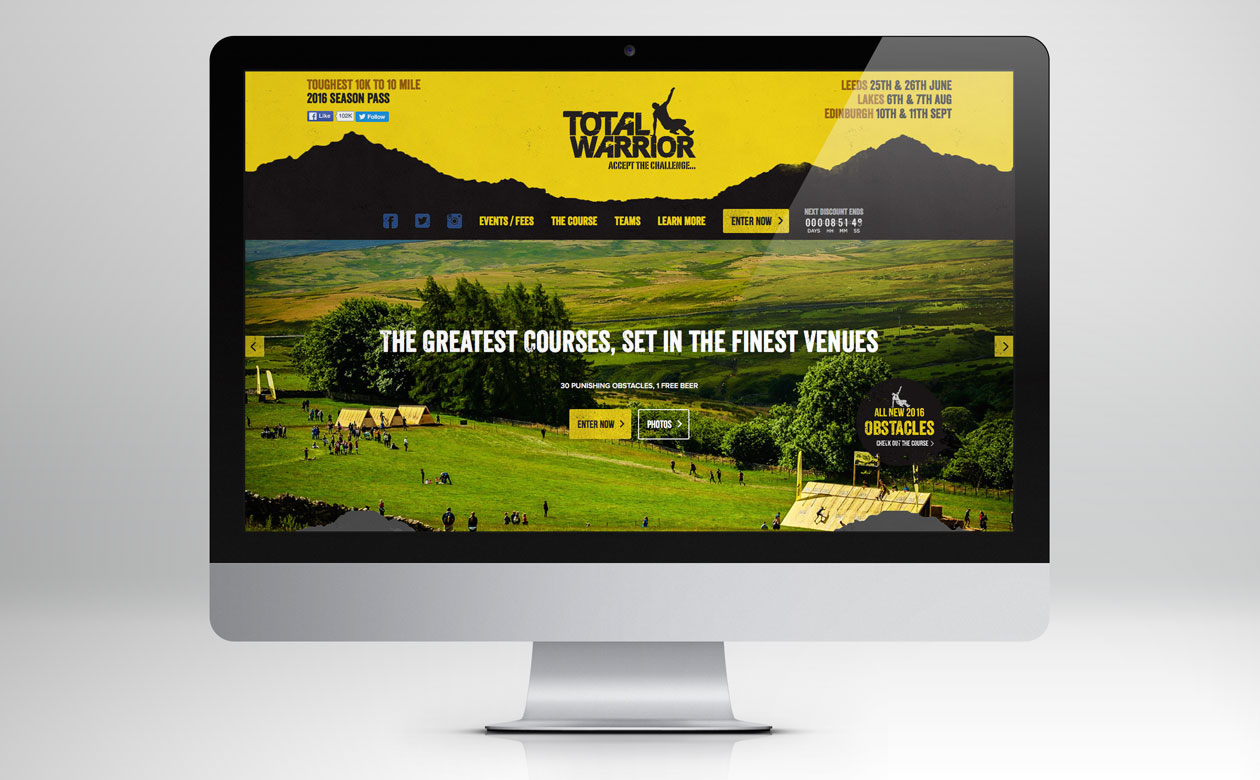 TOUGHEST 10K TO 10 MILE
2016 SEASON PASS
Like 102K Follow
TOTAL
WARRIOR
ACCEPT THE CHALLENGE...
LEEDS 25TH & 26TH JUNE
LAKES 6TH & 7TH AUG
EDINBURGH 10TH & 11TH SEPT
EVENTS / FEES THE COURSE TEAMS LEARN MORE ENTER NOW
NEXT DISCOUNT ENDS
000 08 51 49
DAYS HH MM SS
THE GREATEST COURSES, SET IN THE FINEST VENUES
30 PUNISHING OBSTACLES, 1 FREE BEER
ENTER NOW PHOTOS
ALL NEW 2016
OBSTACLES
CHECK OUT THE COURSE